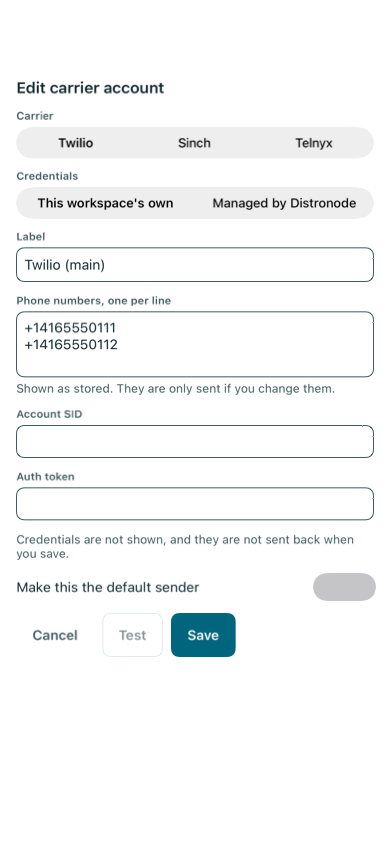 Edit carrier account
Carrier
Twilio
Sinch
Telnyx
Credentials
This workspace's own
Managed by Distronode
Label
Twilio (main)
Phone numbers, one per line
+14165550111
+14165550112
Shown as stored. They are only sent if you change them.
Account SID
Auth token
Credentials are not shown, and they are not sent back when
you save.
Make this the default sender
Cancel
Test
Save